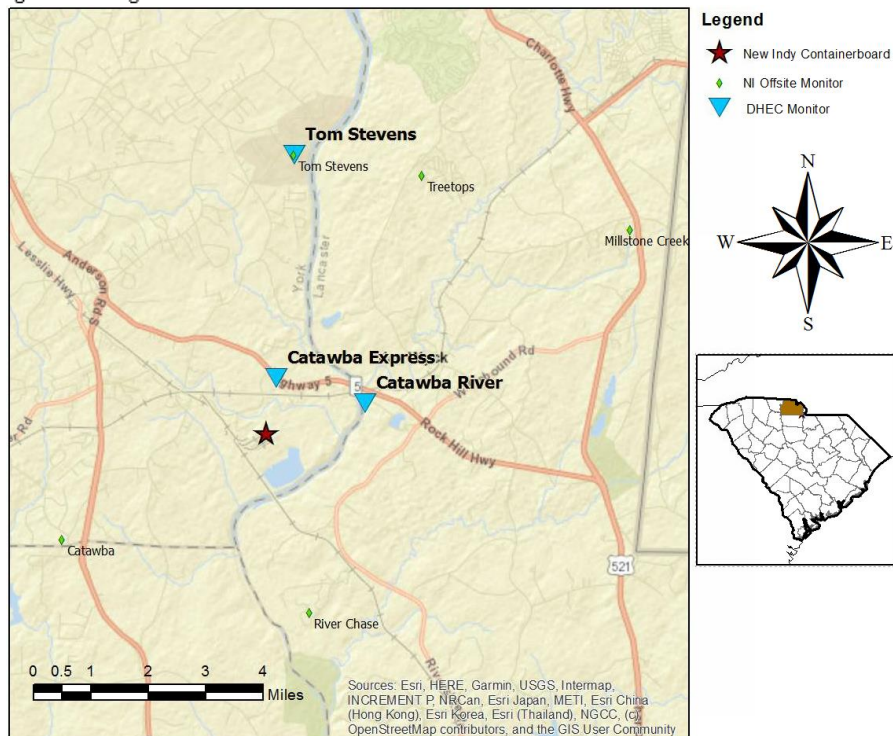 Legend
New Indy Containerboard
NI Offsite Monitor
DHEC Monitor
N
W
E
S
Charlotte Hwy
Tom Stevens
Tom Stevens
Treetops
Millstone Creek
Anderson Rd S
Lesslie Hwy
York
Lancaster
Catawba Express
ghway 5
5
Catawba River
Rock Hill Hwy
Catawba
521
River Chase
0 0.5 1 2 3 4
Miles
Sources: Esri, HERE, Garmin, USGS, Intermap,
INCREMENT P, NRCan, Esri Japan, METI, Esri China
(Hong Kong), Esri Korea, Esri (Thailand), NGCC, (c)
OpenStreetMap contributors, and the GIS User Community